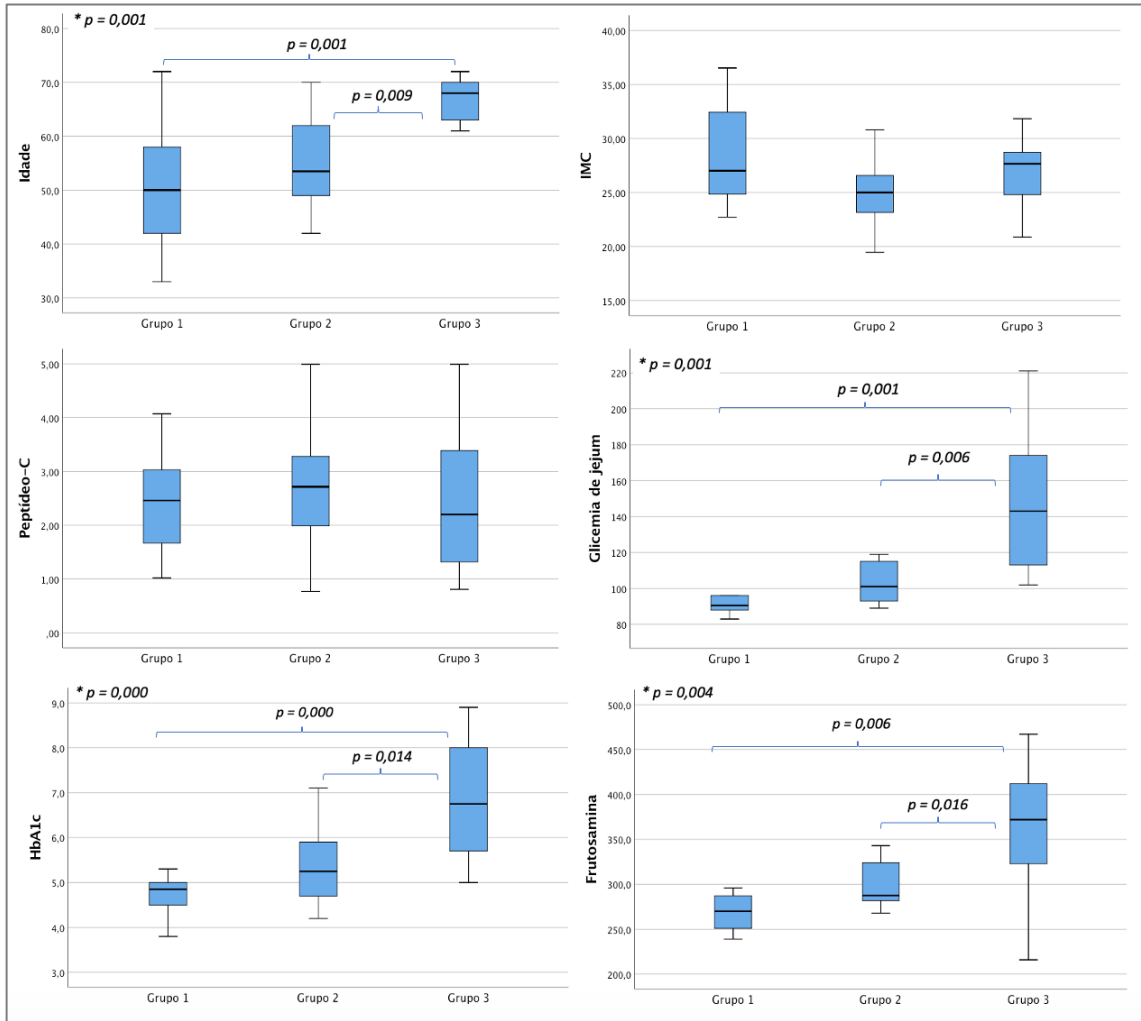 * p = 0,001
p = 0,001
p = 0,009
Idade
80,0
70,0
60,0
50,0
40,0
30,0
Grupo 1 Grupo 2 Grupo 3
IMC
40,00
35,00
30,00
25,00
20,00
15,00
Grupo 1 Grupo 2 Grupo 3
Peptídeo-C
5,00
4,00
3,00
2,00
1,00
,00
Grupo 1 Grupo 2 Grupo 3
* p = 0,001
p = 0,001
p = 0,006
Glicemia de jejum
220
200
180
160
140
120
100
80
Grupo 1 Grupo 2 Grupo 3
* p = 0,000
p = 0,000
p = 0,014
HbA1c
9,0
8,0
7,0
6,0
5,0
4,0
3,0
Grupo 1 Grupo 2 Grupo 3
* p = 0,004
p = 0,006
p = 0,016
Frutosamina
500,0
450,0
400,0
350,0
300,0
250,0
200,0
Grupo 1 Grupo 2 Grupo 3